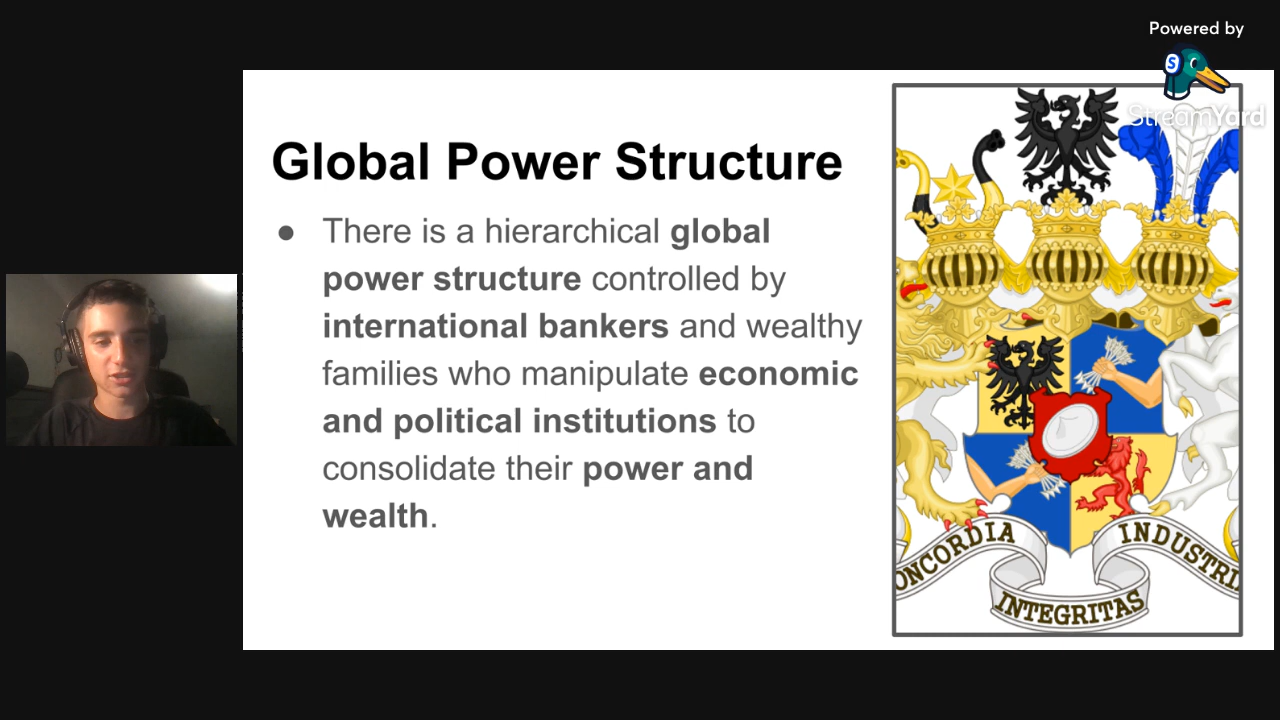 Powered by
StreamYard
Global Power Structure
● There is a hierarchical global
power structure controlled by
international bankers and wealthy
families who manipulate economic
and political institutions to
consolidate their power and
wealth.
ONCORDIA
INTEGRITAS
INDUSTRI